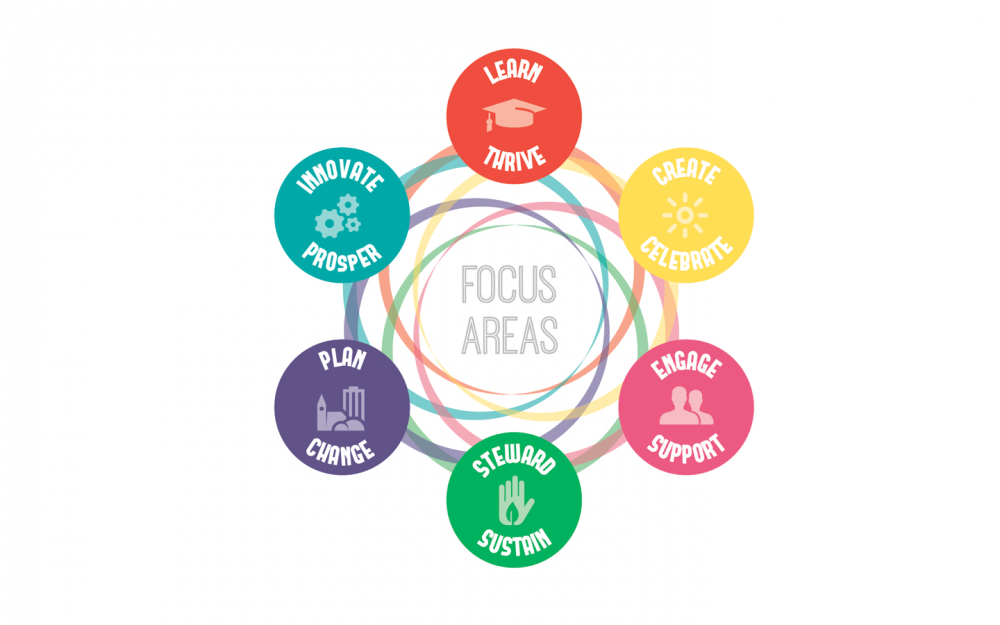 LEARN
THRIVE
CREATE
CELEBRATE
ENGAGE
SUPPORT
STEWARD
SUSTAIN
PLAN
CHANGE
INNOVATE
PROSPER
FOCUS
AREAS